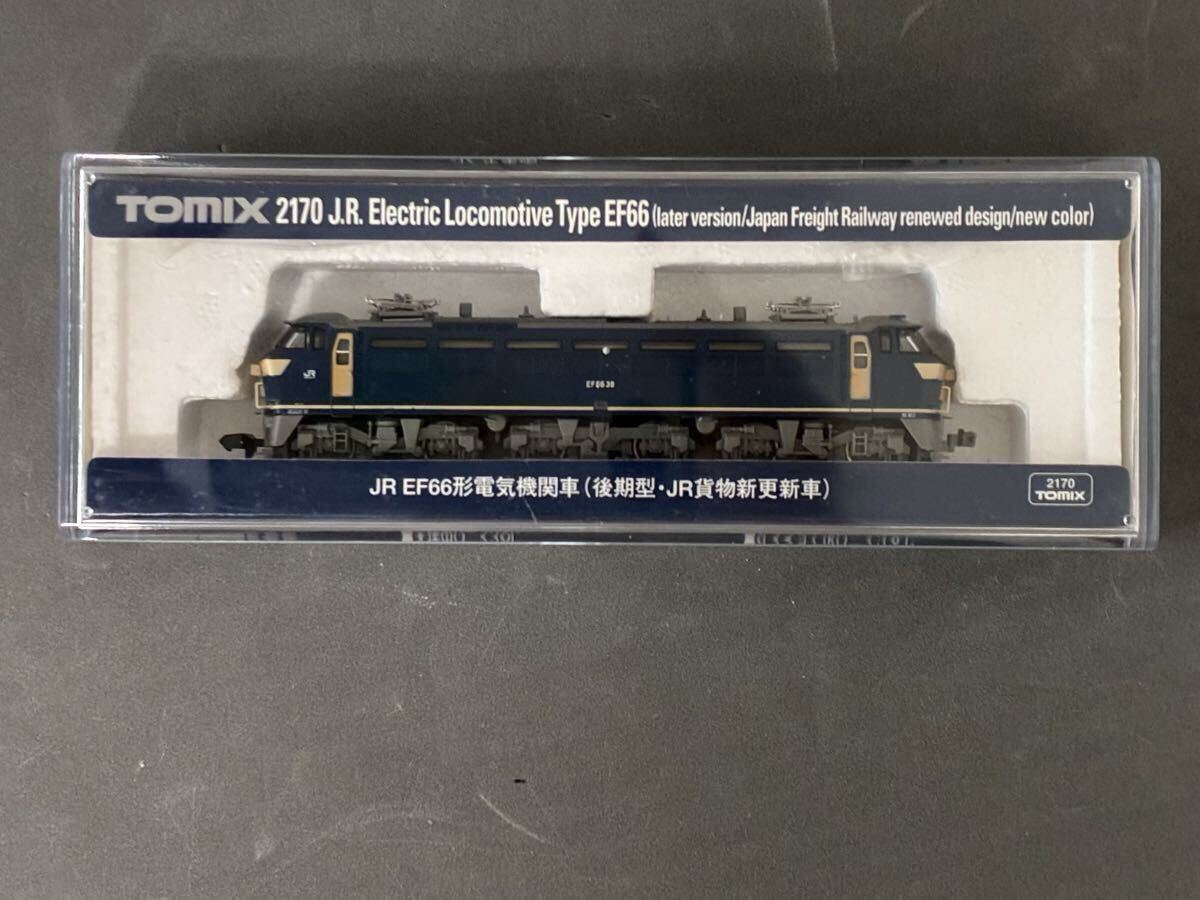 TOMIX 2170 J.R. Electric Locomotive Type EF66 (later version/Japan Freight Railway renewed design/new color)
JR
EF66 38
JR EF66形電気機関車(後期型・JR貨物新更新車)
2170
TOMIX